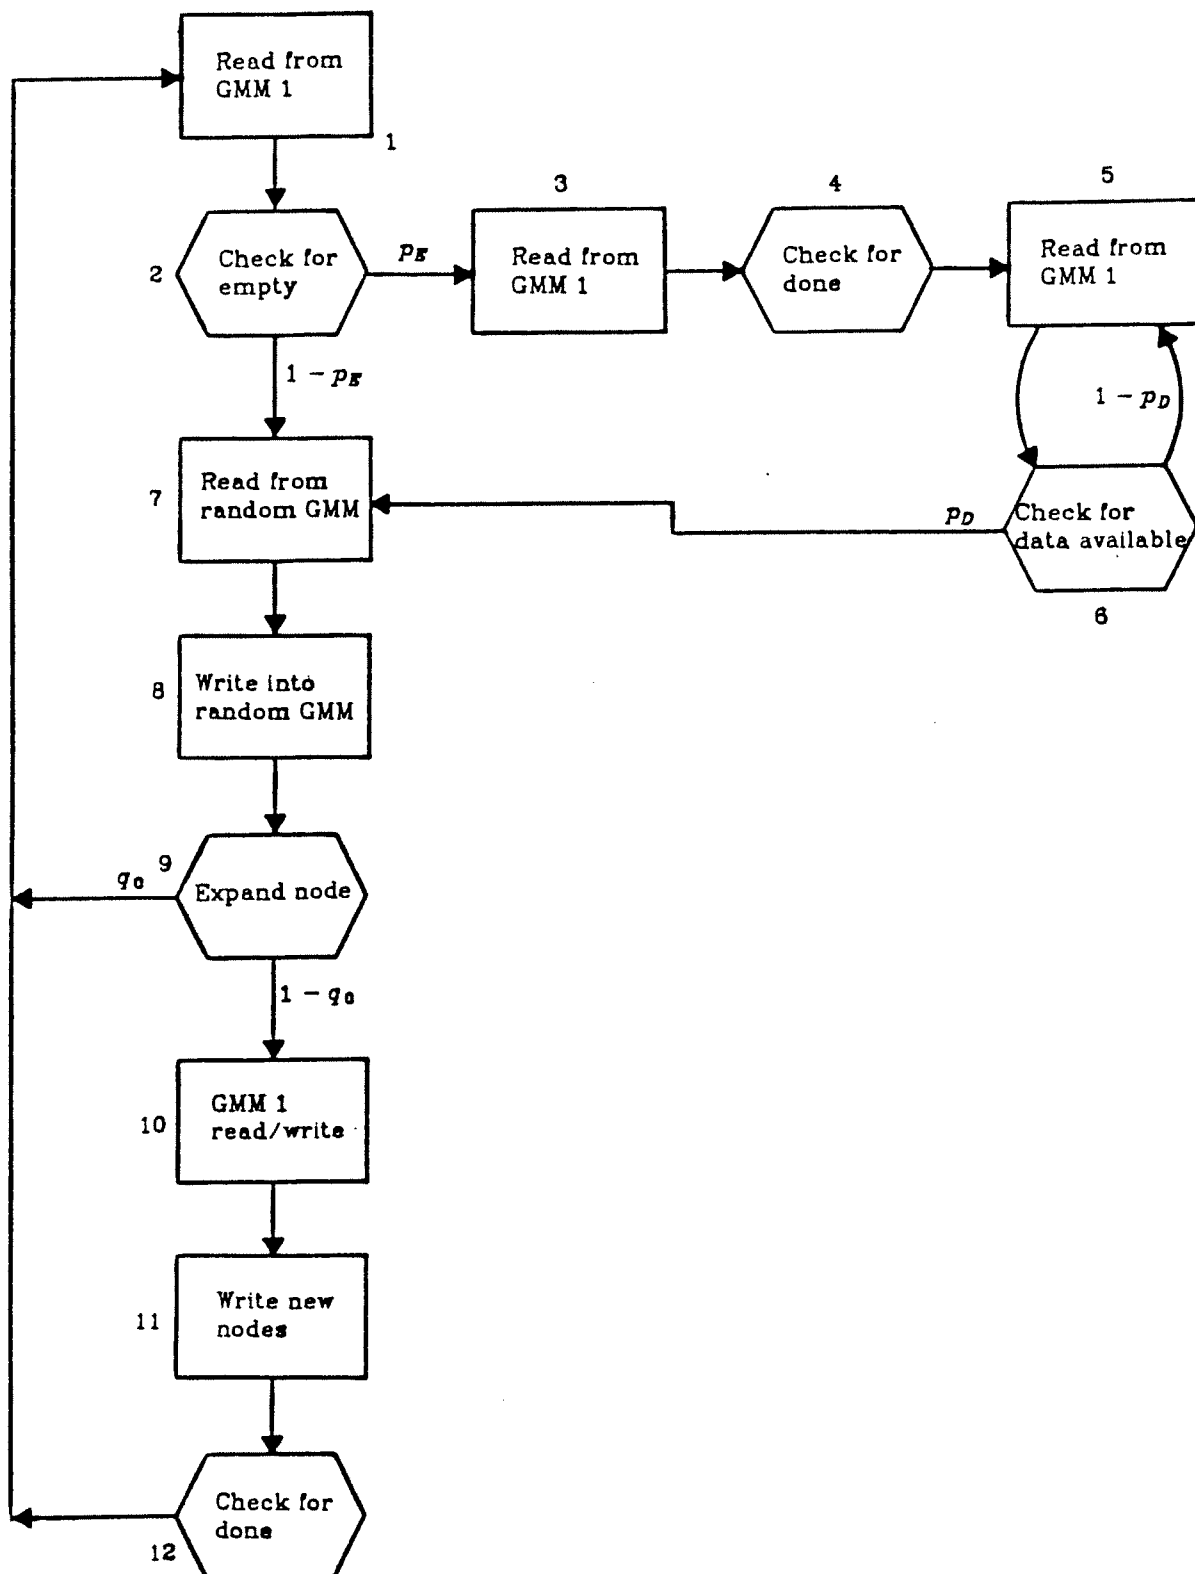 Read from
GMM 1
1
2
Check for
empty
p_E
3
Read from
GMM 1
4
Check for
done
5
Read from
GMM 1
1 - p_E
1 - p_D
7
Read from
random GMM
p_D
Check for
data available
6
8
Write into
random GMM
9
q_0
Expand node
1 - q_0
10
GMM 1
read/write
11
Write new
nodes
Check for
done
12